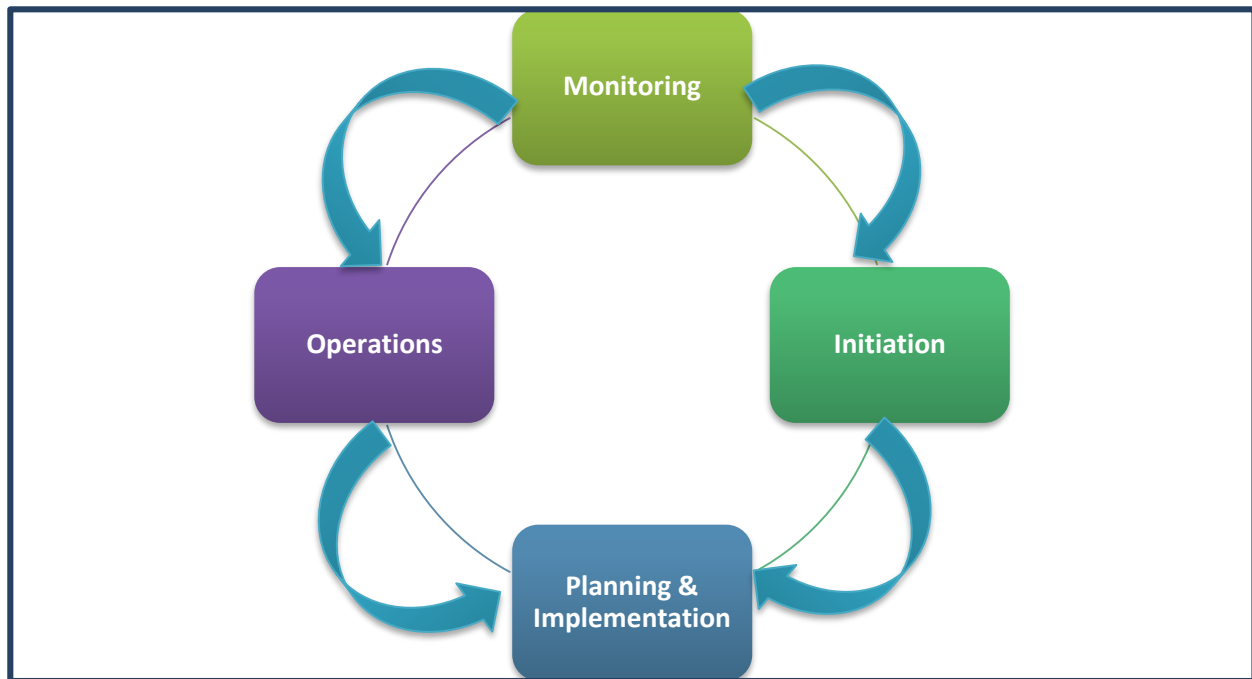 Monitoring
Operations
Initiation
Planning &
Implementation